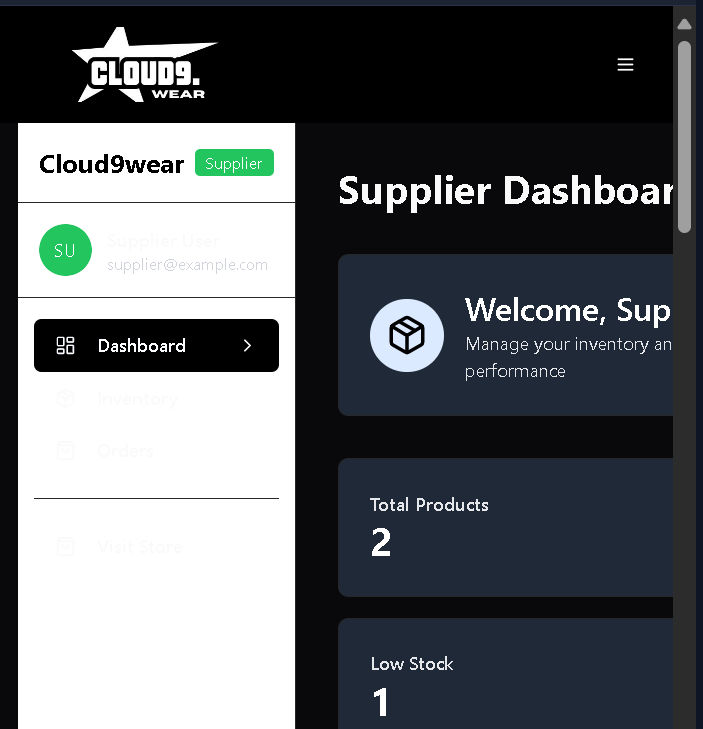 CLOUD9.
WEAR
Cloud9wear
Supplier
SU
Supplier User
supplier@example.com
Dashboard
Inventory
Orders
Visit Store
Supplier Dashboar
Welcome, Sup
Manage your inventory an
performance
Total Products
2
Low Stock
1